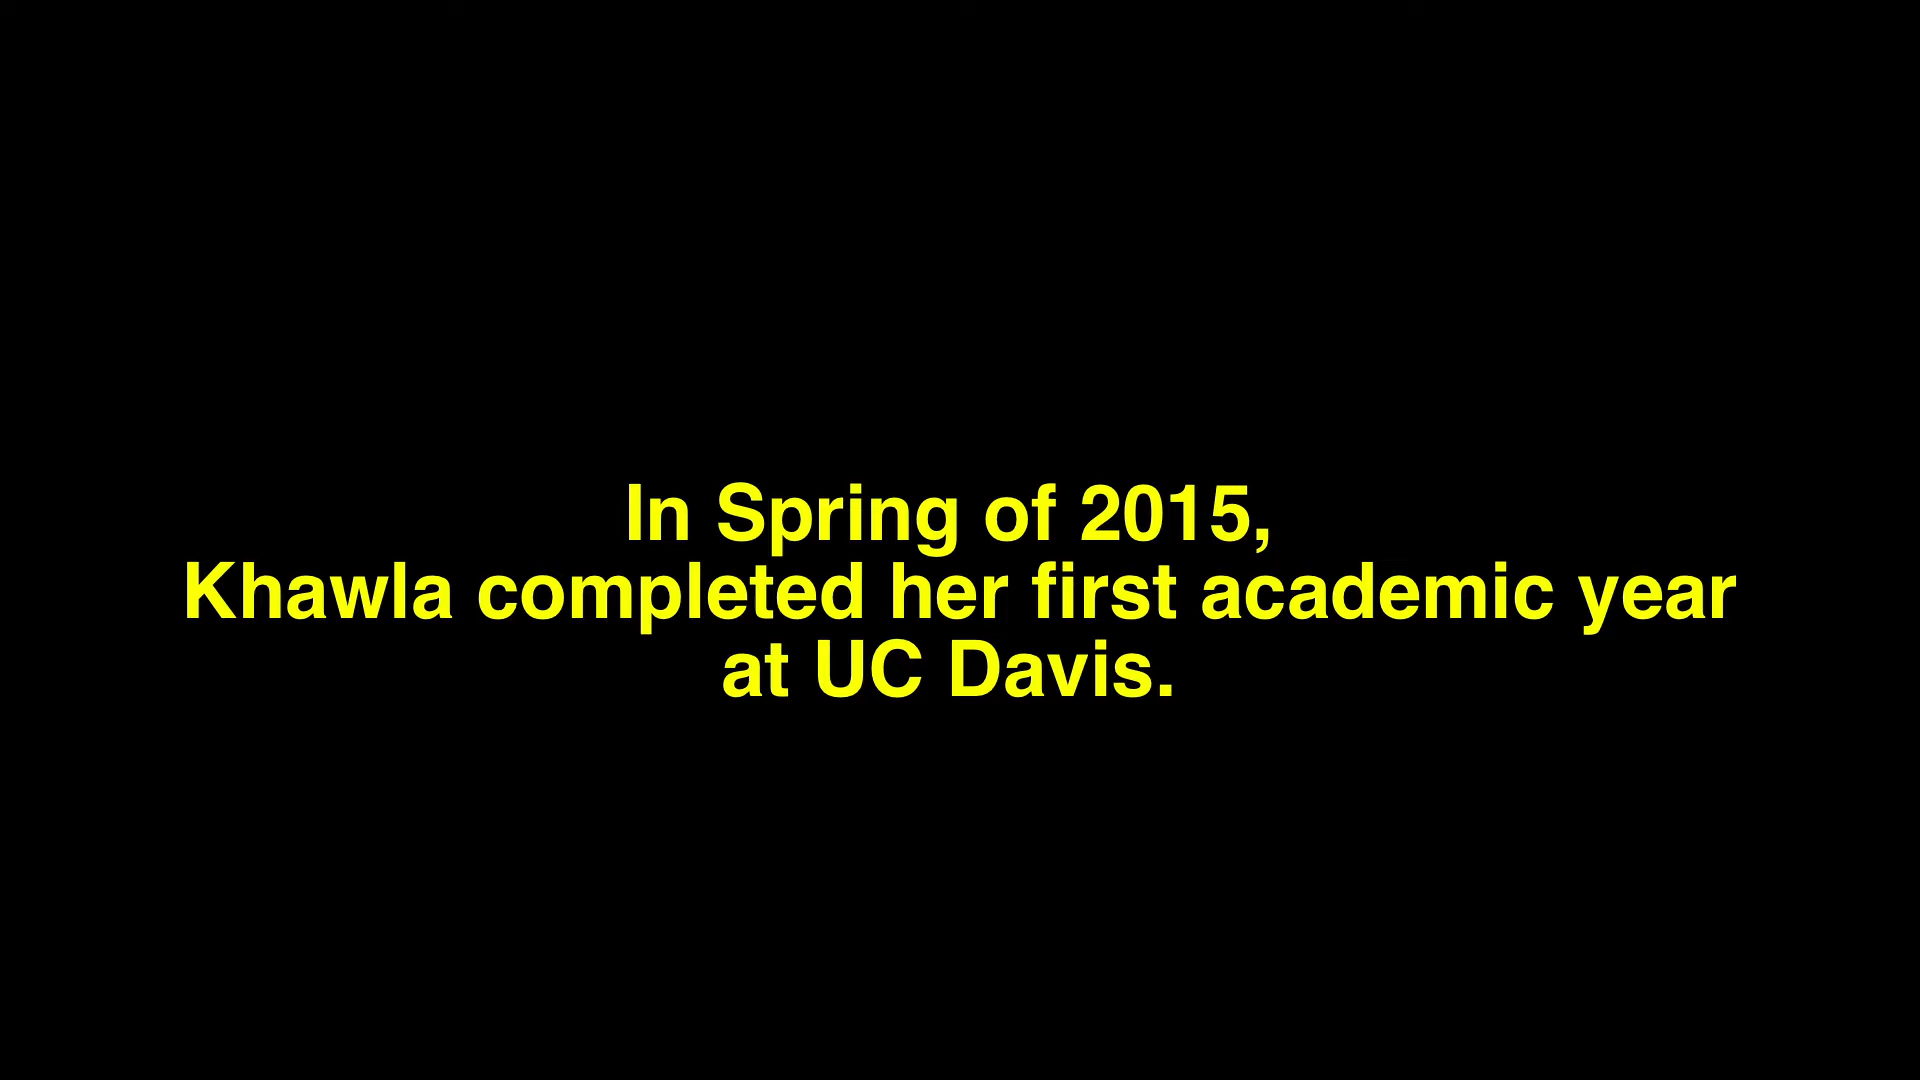 In Spring of 2015,
Khawla completed her first academic year
at UC Davis.